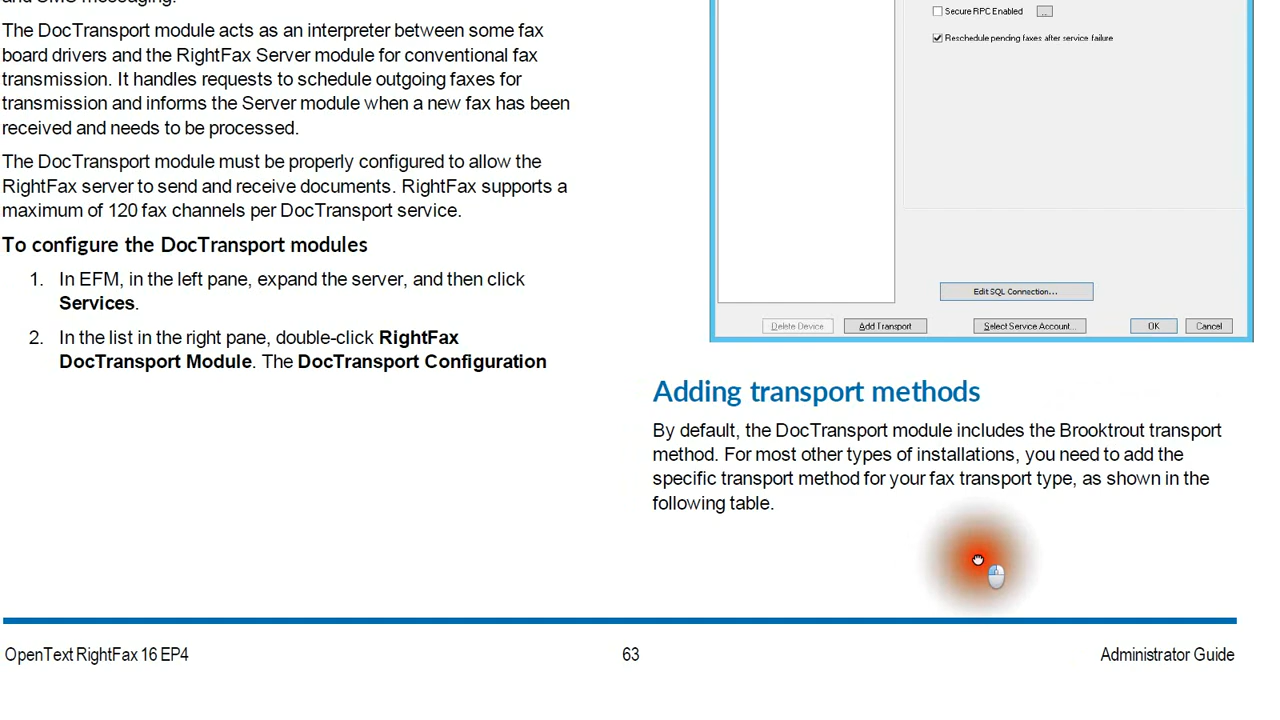 and SMS messaging.
The DocTransport module acts as an interpreter between some fax
board drivers and the RightFax Server module for conventional fax
transmission. It handles requests to schedule outgoing faxes for
transmission and informs the Server module when a new fax has been
received and needs to be processed.
The DocTransport module must be properly configured to allow the
RightFax server to send and receive documents. RightFax supports a
maximum of 120 fax channels per DocTransport service.
To configure the DocTransport modules
1. In EFM, in the left pane, expand the server, and then click
Services.
2. In the list in the right pane, double-click RightFax
DocTransport Module. The DocTransport Configuration
Secure RPC Enabled ...
Reschedule pending faxes after service failure
Edit SQL Connection...
Delete Device Add Transport Select Service Account... OK Cancel
Adding transport methods
By default, the DocTransport module includes the Brooktrout transport
method. For most other types of installations, you need to add the
specific transport method for your fax transport type, as shown in the
following table.
OpenText RightFax 16 EP4 63 Administrator Guide